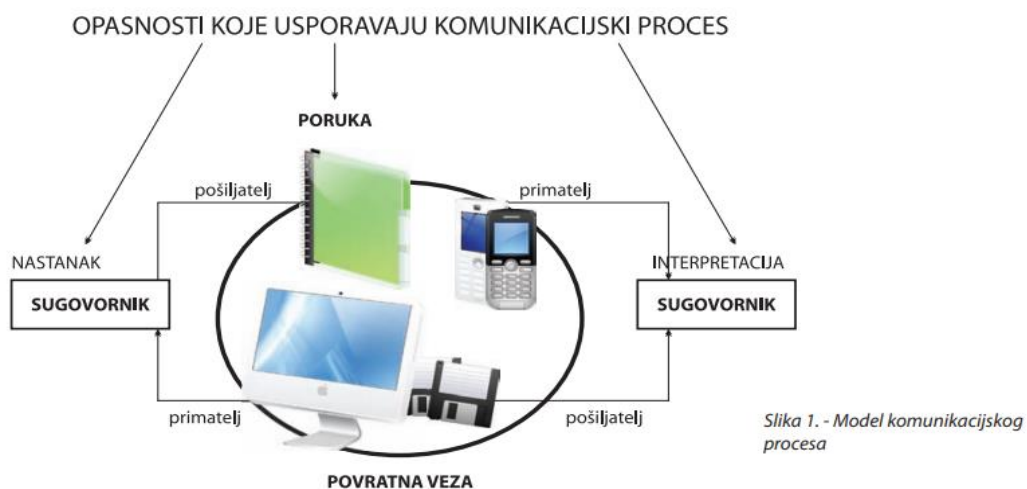 OPASNOSTI KOJE USPORAVAJU KOMUNIKACIJSKI PROCES
PORUKA
pošiljatelj
primatelj
NASTANAK
INTERPRETACIJA
SUGOVORNIK
SUGOVORNIK
primatelj
pošiljatelj
Slika 1. - Model komunikacijskog
procesa
POVRATNA VEZA